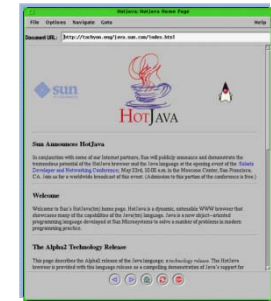 HotJava: HotJava Home Page
File Options Navigate Goto Help
Document URL: http://tachyon.eng/java.sun.com/index.html
sun
HOTJAVA
Sun Announces HotJava
In conjunction with some of our Internet partners, Sun will publicly announce and demonstrate the
tremendous potential of the HotJava browser and the Java language at the opening event of the Solaris
Developer and Networking Conference, May 23rd, 10:00 a.m. in the Moscone Center, San Francisco,
CA. Join us for a worldwide broadcast of this event. (Admission to this portion of the conference is free.)
Welcome
Welcome to Sun's HotJava(tm) home page. HotJava is a dynamic, extensible WWW browser that
showcases many of the capabilities of the Java(tm) language. Java is a new object-oriented
programming language developed at Sun Microsystems to solve a number of problems in modern
programming practice.
The Alpha2 Technology Release
This page describes the Alpha2 release of the Java language: a technology release. The HotJava
browser is provided with this language release as a compelling demonstration of Java's support for